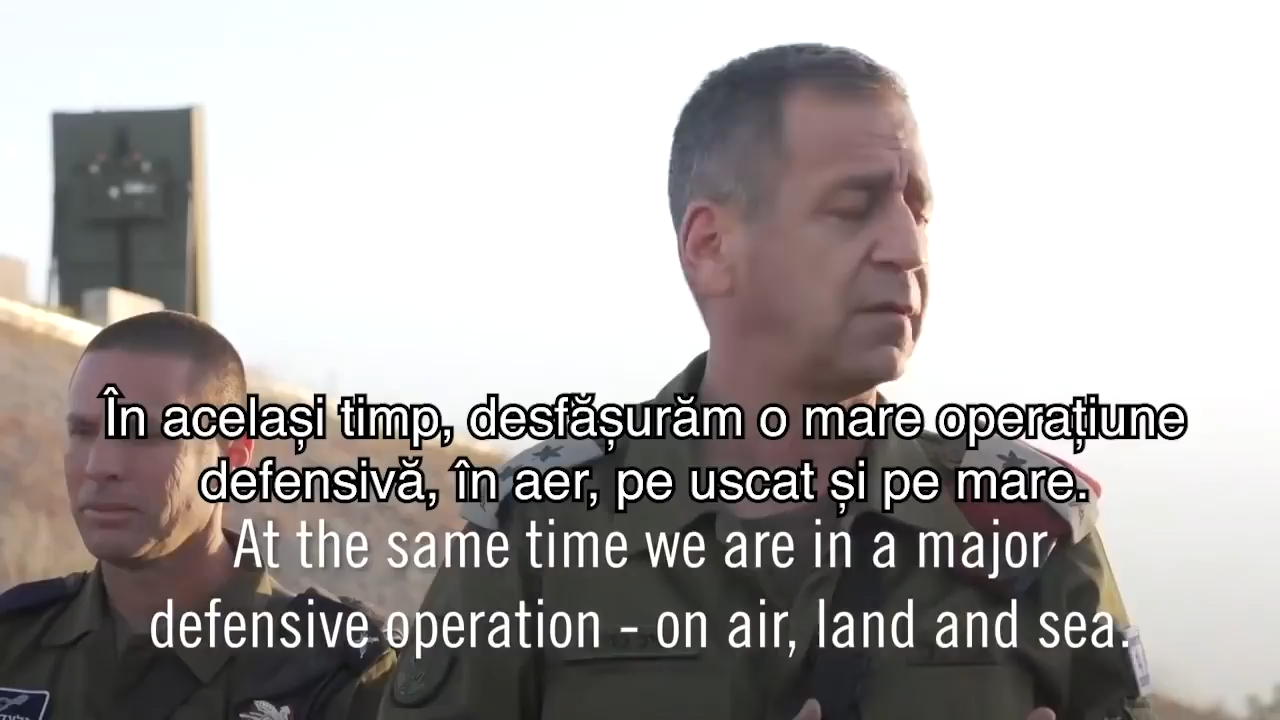 În același timp, desfășurăm o mare operațiune
defensivă, în aer, pe uscat și pe mare.
At the same time we are in a major
defensive operation - on air, land and sea.